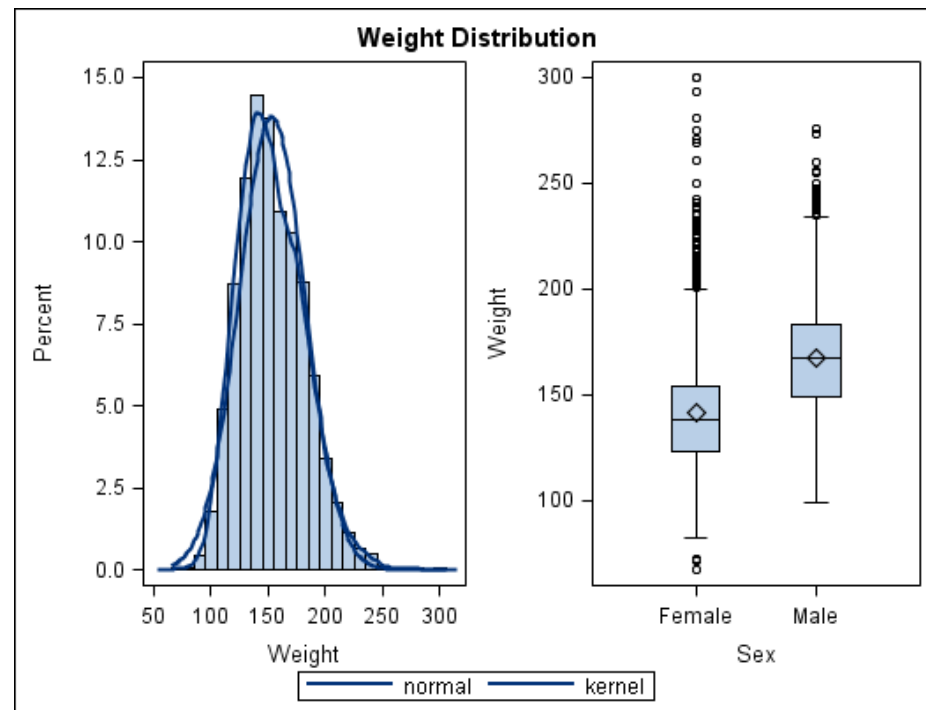 Weight Distribution
Percent
15.0
12.5
10.0
7.5
5.0
2.5
0.0
50 100 150 200 250 300
Weight
Weight
300
250
200
150
100
Female Male
Sex
normal kernel